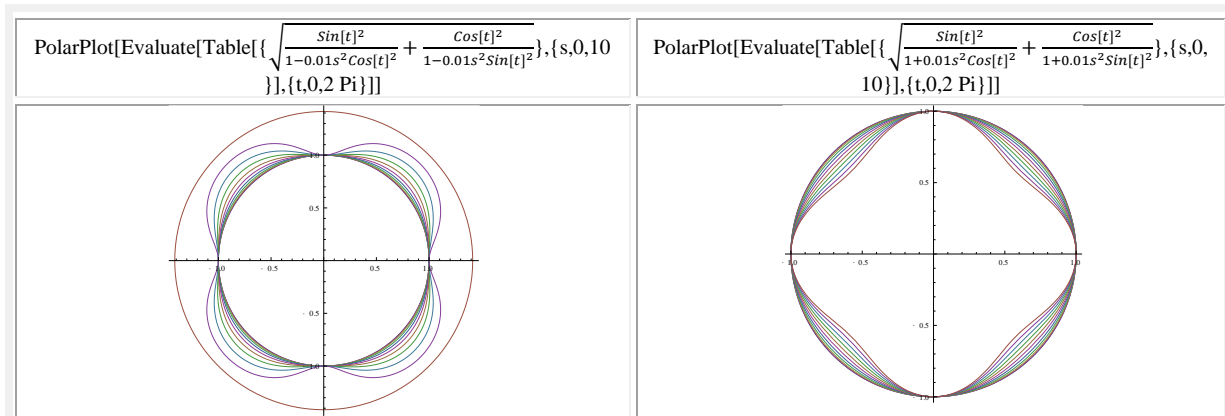 PolarPlot[Evaluate[Table[{√(Sin[t]²/(1−0.01s²Cos[t]²) + Cos[t]²/(1−0.01s²Sin[t]²))},{s,0,10
}],{t,0,2 Pi}]]
PolarPlot[Evaluate[Table[{√(Sin[t]²/(1+0.01s²Cos[t]²) + Cos[t]²/(1+0.01s²Sin[t]²))},{s,0,
10}],{t,0,2 Pi}]]
1.0
0.5
- 1.0 - 0.5 0.5 1.0
- 0.5
- 1.0
1.0
0.5
- 1.0 - 0.5 0.5 1.0
- 0.5
- 1.0